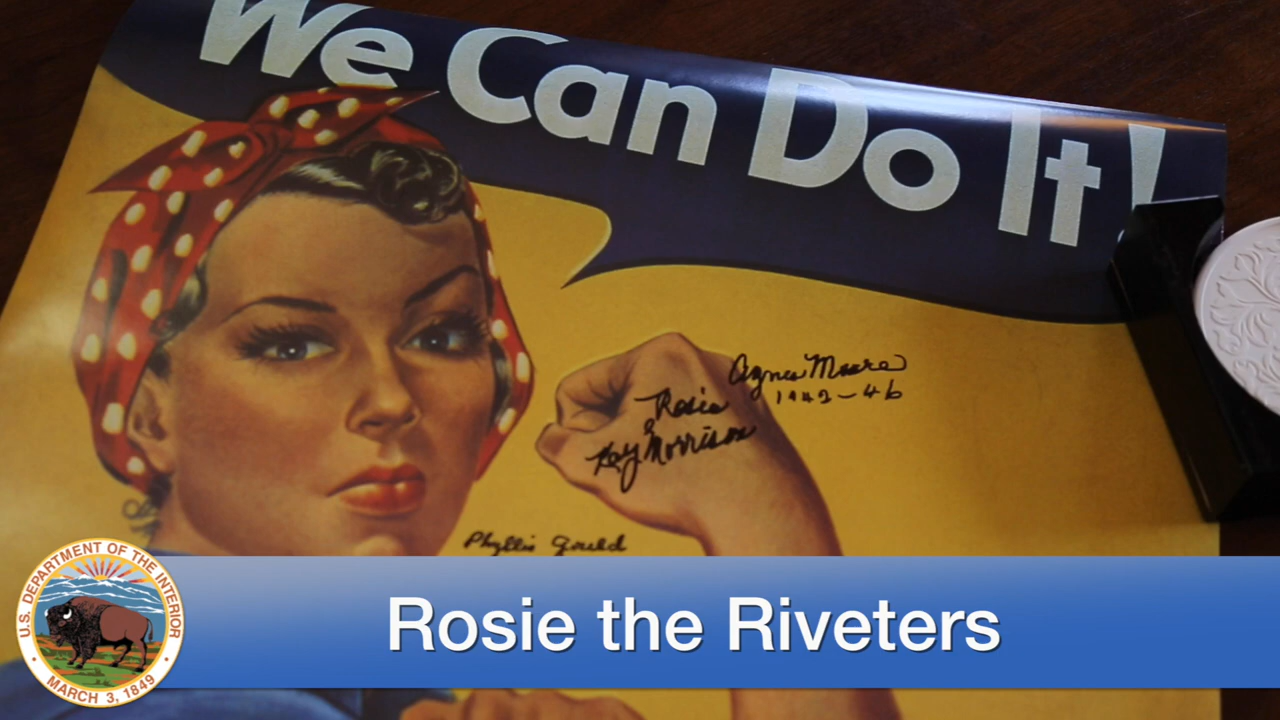 We Can Do It!
Agnes Moore
1942-46
Rosie
&
Kay Morrison
Phyllis Gould
U.S. DEPARTMENT OF THE INTERIOR
MARCH 3, 1849
Rosie the Riveters